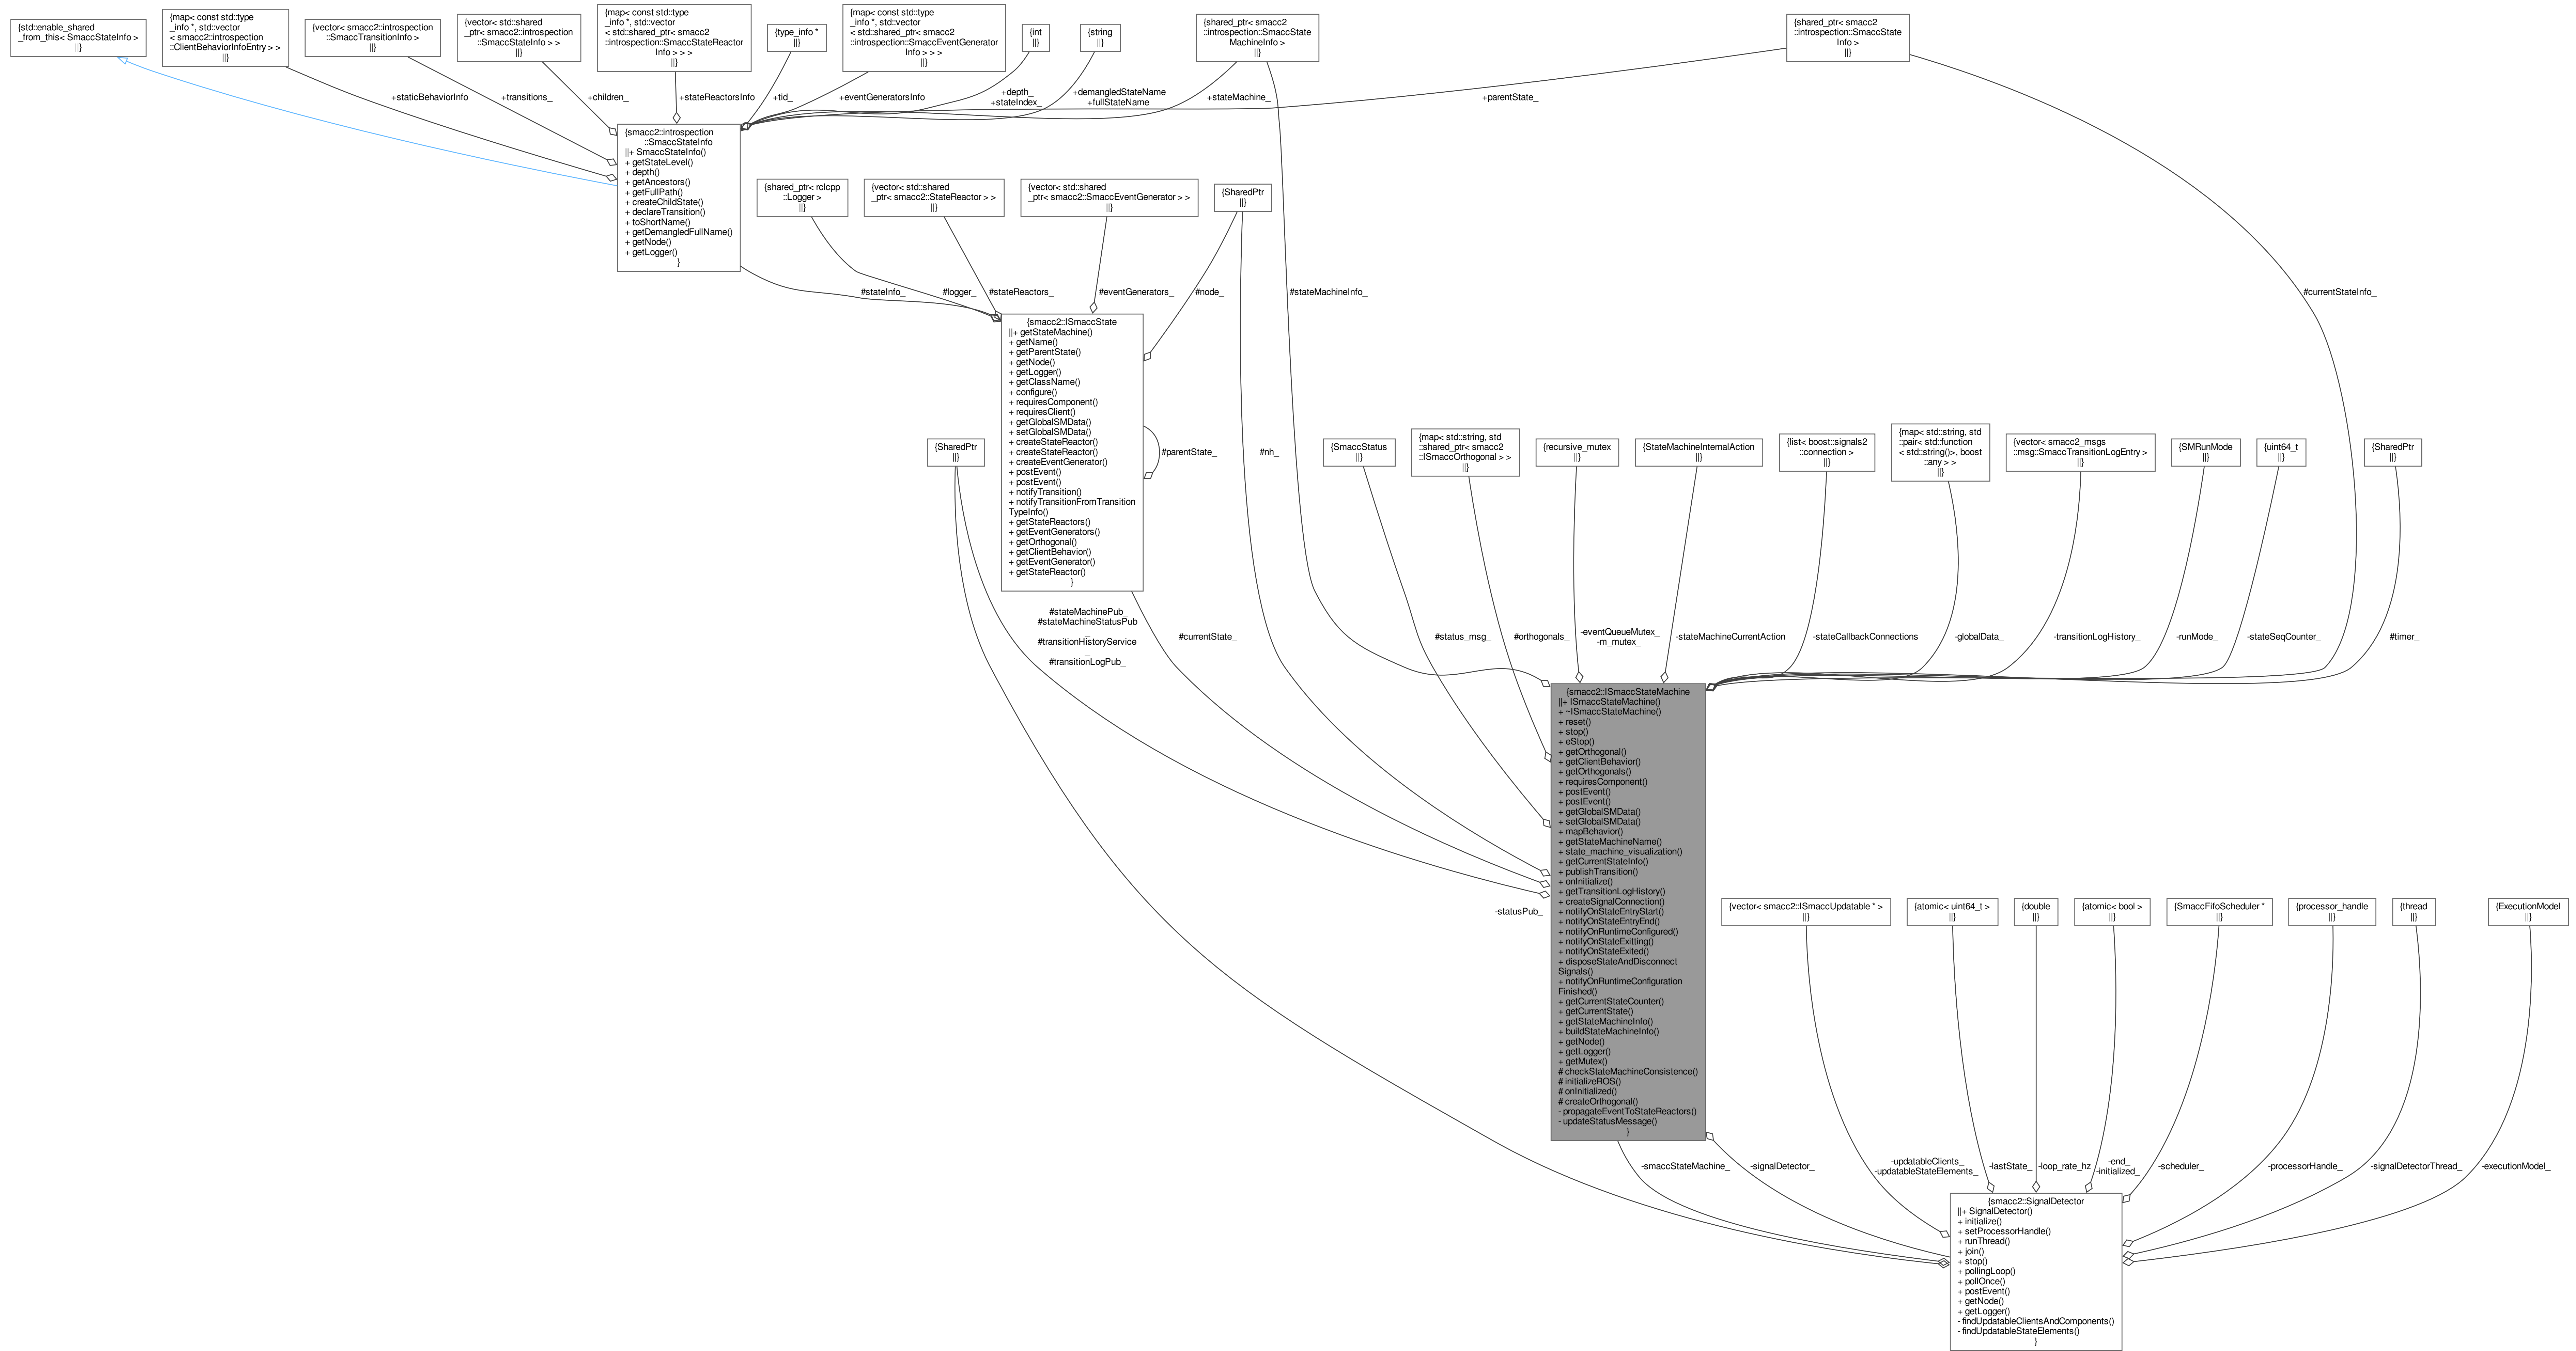 {std::enable_shared
_from_this< SmaccStateInfo >
||}
{map< const std::type
_info *, std::vector
< smacc2::introspection
::ClientBehaviorInfoEntry > >
||}
{vector< smacc2::introspection
::SmaccTransitionInfo >
||}
{vector< std::shared
_ptr< smacc2::introspection
::SmaccStateInfo > >
||}
{map< const std::type
_info *, std::vector
< std::shared_ptr< smacc2
::introspection::SmaccStateReactor
Info > > >
||}
{type_info *
||}
{map< const std::type
_info *, std::vector
< std::shared_ptr< smacc2
::introspection::SmaccEventGenerator
Info > > >
||}
{int
||}
{string
||}
{shared_ptr< smacc2
::introspection::SmaccState
MachineInfo >
||}
{shared_ptr< smacc2
::introspection::SmaccState
Info >
||}
+staticBehaviorInfo
+transitions_
+children_
+stateReactorsInfo
+tid_
+eventGeneratorsInfo
+depth_
+stateIndex_
+demangledStateName
+fullStateName
+stateMachine_
+parentState_
{smacc2::introspection
::SmaccStateInfo
||+ SmaccStateInfo()
+ getStateLevel()
+ depth()
+ getAncestors()
+ getFullPath()
+ createChildState()
+ declareTransition()
+ toShortName()
+ getDemangledFullName()
+ getNode()
+ getLogger()
}
{shared_ptr< rclcpp
::Logger >
||}
{vector< std::shared
_ptr< smacc2::StateReactor > >
||}
{vector< std::shared
_ptr< smacc2::SmaccEventGenerator > >
||}
{SharedPtr
||}
#stateInfo_
#logger_
#stateReactors_
#eventGenerators_
#node_
#stateMachineInfo_
#currentStateInfo_
{smacc2::ISmaccState
||+ getStateMachine()
+ getName()
+ getParentState()
+ getNode()
+ getLogger()
+ getClassName()
+ configure()
+ requiresComponent()
+ requiresClient()
+ getGlobalSMData()
+ setGlobalSMData()
+ createStateReactor()
+ createStateReactor()
+ createEventGenerator()
+ postEvent()
+ postEvent()
+ notifyTransition()
+ notifyTransitionFromTransition
TypeInfo()
+ getStateReactors()
+ getEventGenerators()
+ getOrthogonal()
+ getClientBehavior()
+ getEventGenerator()
+ getStateReactor()
}
#parentState_
#nh_
{SharedPtr
||}
{SmaccStatus
||}
{map< std::string, std
::shared_ptr< smacc2
::ISmaccOrthogonal > >
||}
{recursive_mutex
||}
{StateMachineInternalAction
||}
{list< boost::signals2
::connection >
||}
{map< std::string, std
::pair< std::function
< std::string()>, boost
::any > >
||}
{vector< smacc2_msgs
::msg::SmaccTransitionLogEntry >
||}
{SMRunMode
||}
{uint64_t
||}
{SharedPtr
||}
#stateMachinePub_
#stateMachineStatusPub
_
#transitionHistoryService
_
#transitionLogPub_
#currentState_
#status_msg_
#orthogonals_
-eventQueueMutex_
-m_mutex_
-stateMachineCurrentAction
-stateCallbackConnections
-globalData_
-transitionLogHistory_
-runMode_
-stateSeqCounter_
#timer_
{smacc2::ISmaccStateMachine
||+ ISmaccStateMachine()
+ ~ISmaccStateMachine()
+ reset()
+ stop()
+ eStop()
+ getOrthogonal()
+ getClientBehavior()
+ getOrthogonals()
+ requiresComponent()
+ postEvent()
+ postEvent()
+ getGlobalSMData()
+ setGlobalSMData()
+ mapBehavior()
+ getStateMachineName()
+ state_machine_visualization()
+ getCurrentStateInfo()
+ publishTransition()
+ onInitialize()
+ getTransitionLogHistory()
+ createSignalConnection()
+ notifyOnStateEntryStart()
+ notifyOnStateEntryEnd()
+ notifyOnRuntimeConfigured()
+ notifyOnStateExitting()
+ notifyOnStateExited()
+ disposeStateAndDisconnect
Signals()
+ notifyOnRuntimeConfiguration
Finished()
+ getCurrentStateCounter()
+ getCurrentState()
+ getStateMachineInfo()
+ buildStateMachineInfo()
+ getNode()
+ getLogger()
+ getMutex()
# checkStateMachineConsistence()
# initializeROS()
# onInitialized()
# createOrthogonal()
- propagateEventToStateReactors()
- updateStatusMessage()
}
-statusPub_
{vector< smacc2::ISmaccUpdatable * >
||}
{atomic< uint64_t >
||}
{double
||}
{atomic< bool >
||}
{SmaccFifoScheduler *
||}
{processor_handle
||}
{thread
||}
{ExecutionModel
||}
-smaccStateMachine_
-signalDetector_
-updatableClients_
-updatableStateElements_
-lastState_
-loop_rate_hz
-end_
-initialized_
-scheduler_
-processorHandle_
-signalDetectorThread_
-executionModel_
{smacc2::SignalDetector
||+ SignalDetector()
+ initialize()
+ setProcessorHandle()
+ runThread()
+ join()
+ stop()
+ pollingLoop()
+ pollOnce()
+ postEvent()
+ getNode()
+ getLogger()
- findUpdatableClientsAndComponents()
- findUpdatableStateElements()
}